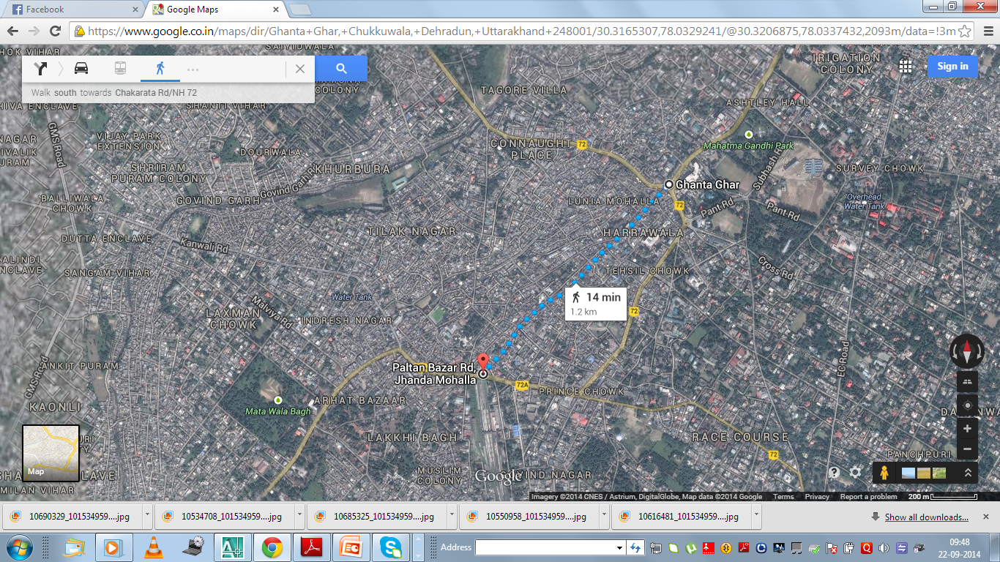 Facebook
Google Maps
https://www.google.co.in/maps/dir/Ghanta+Ghar,+Chukkuwala,+Dehradun,+Uttarakhand+248001/30.3165307,78.0329241/@30.3206875,78.0337432,2093m/data=!3m
Walk south towards Chakarata Rd/NH 72
Sign in
SAIYIDWALA
IRRIGATION
COLONY
COLONY
TAGORE VILLA
ASHTLEY HALL
SHANTI VIHAR
GMS Road
VIJAY PARK
EXTENSION
DOURWALA
CONNAUGHT
PLACE
72
Mahatma Gandhi Park
Subhash Rd
SHRIRAM
PURAM COLONY
KHURBURA
Govind Garh
SURVEY CHOWK
Ghanta Ghar
BALLIWALA
CHOWK
GOVIND GARH
LUNIA MOHALLA
72
Pant Rd
Pant Rd
Overhead
Water Tank
TILAK NAGAR
HARRAWALA
DUTTA ENCLAVE
Kanwali Rd
KALINDI
ENCLAVE
SANGAM VIHAR
TEHSIL CHOWK
Cross Rd
Water Tank
14 min
1.2 km
Malviya Rd
LAXMAN
CHOWK
INDRESH NAGAR
72
ANKIT PURAM
GMS Road
EC Road
Paltan Bazar Rd,
Jhanda Mohalla
72A
PRINCE CHOWK
KAONLI
ARHAT BAZAAR
Mata Wala Bagh
LAKKHI BAGH
RACE COURSE
72
PANCHPURI
MUSLIM
COLONY
Google
NAGAR
Map
MILAN VIHAR
Imagery ©2014 CNES / Astrium, DigitalGlobe, Map data ©2014 Google Terms Privacy Report a problem 200 m
10690329_101534959....jpg
10534708_101534959....jpg
10685325_101534959....jpg
10550958_101534959....jpg
10616481_101534959....jpg
Show all downloads...
Address
09:48
22-09-2014